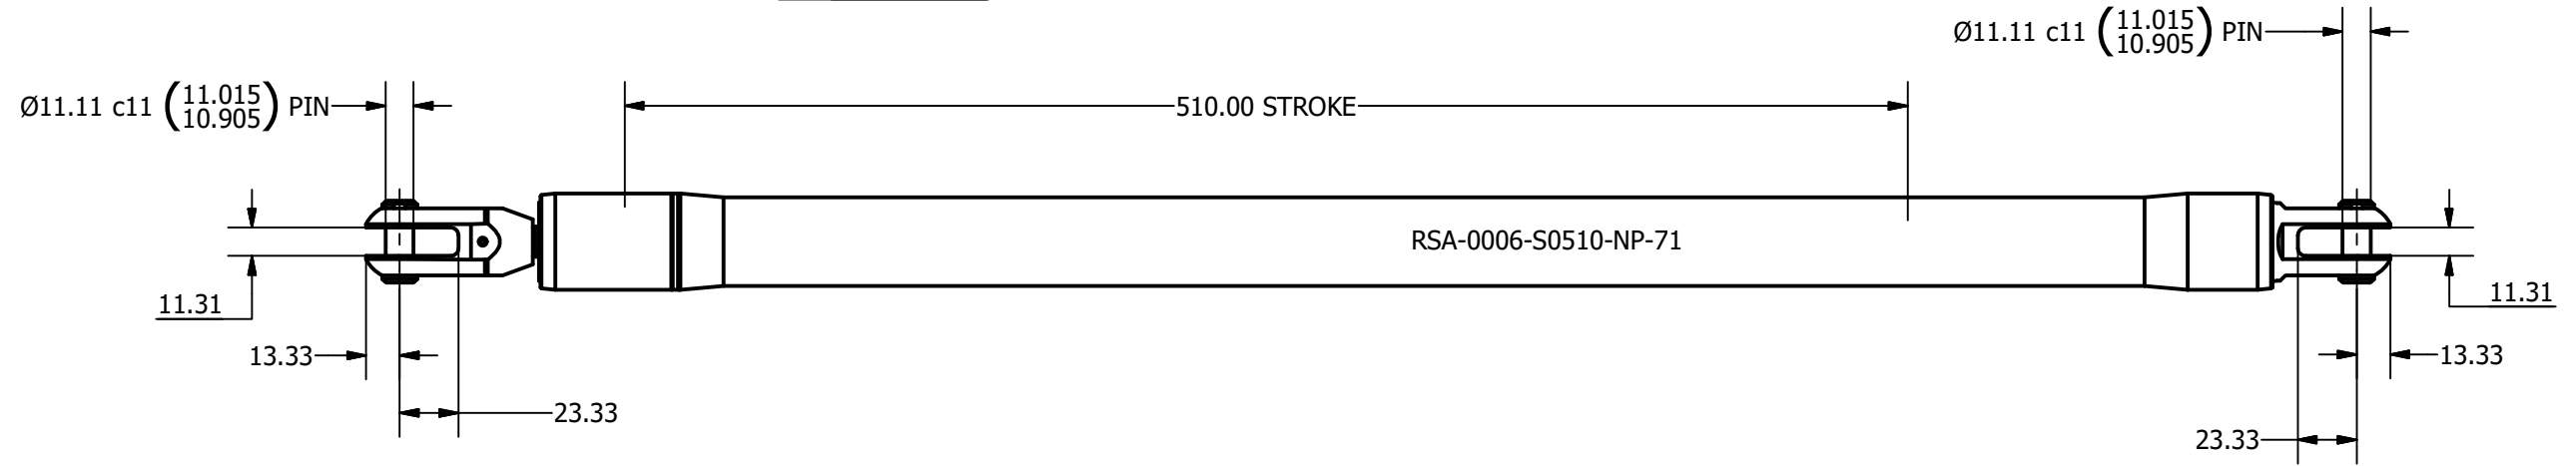 Ø11.11 c11 (11.015
10.905) PIN
Ø11.11 c11 (11.015
10.905) PIN
510.00 STROKE
RSA-0006-S0510-NP-71
11.31
11.31
13.33
13.33
23.33
23.33